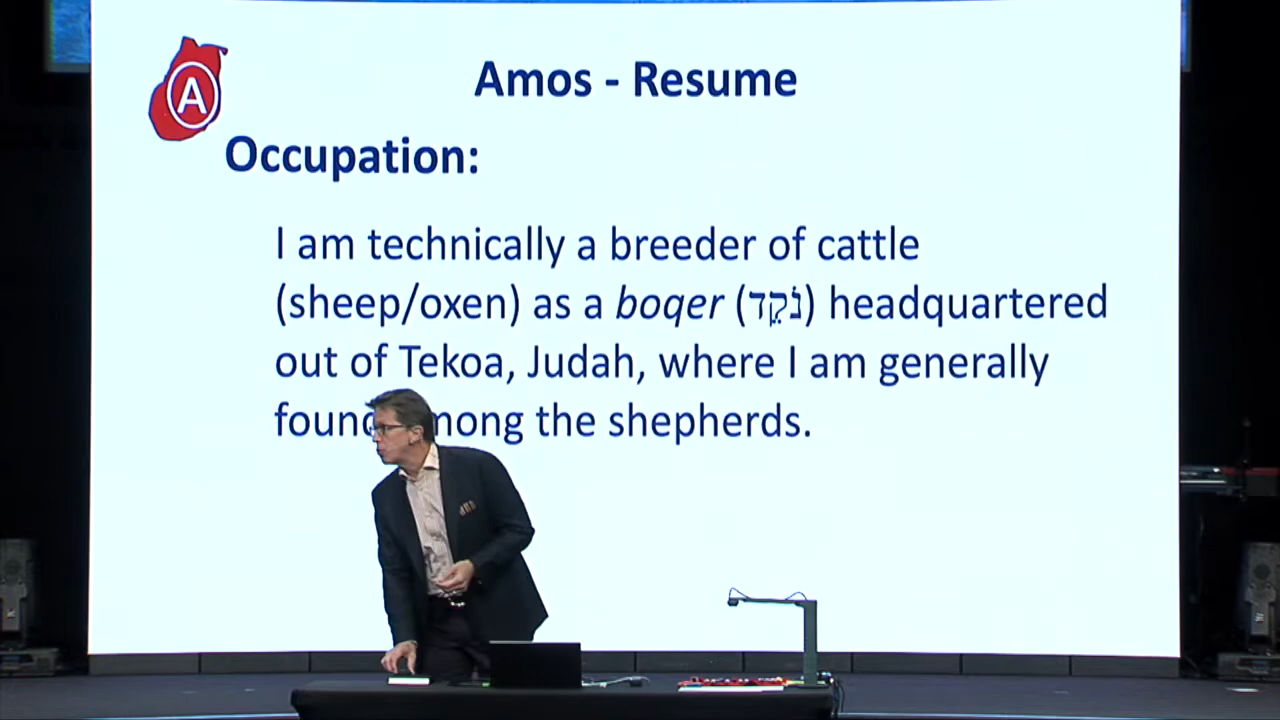 A
Amos - Resume
Occupation:
I am technically a breeder of cattle
(sheep/oxen) as a boqer (נֹקֵד) headquartered
out of Tekoa, Judah, where I am generally
found among the shepherds.